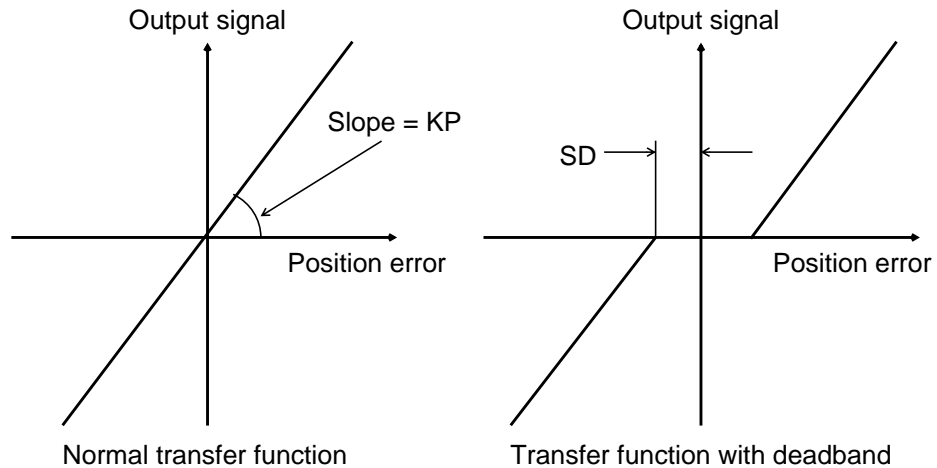 Output signal
Output signal
Slope = KP
SD
Position error
Position error
Normal transfer function
Transfer function with deadband